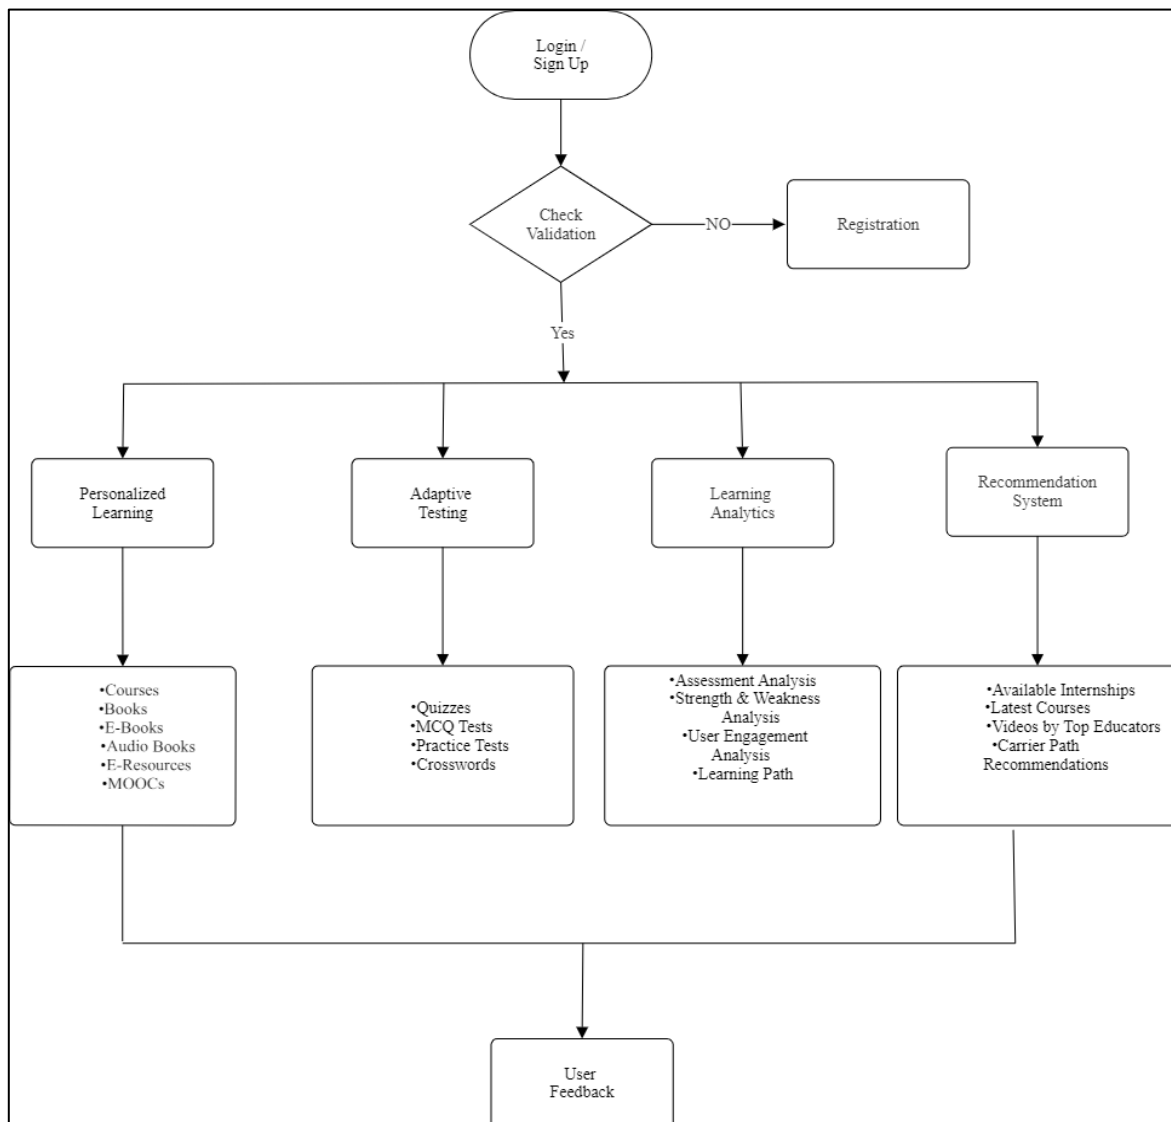 Login /
Sign Up
Check
Validation
NO
Registration
Yes
Personalized
Learning
Adaptive
Testing
Learning
Analytics
Recommendation
System
•Courses
•Books
•E-Books
•Audio Books
•E-Resources
•MOOCs
•Quizzes
•MCQ Tests
•Practice Tests
•Crosswords
•Assessment Analysis
•Strength & Weakness
Analysis
•User Engagement
Analysis
•Learning Path
•Available Internships
•Latest Courses
•Videos by Top Educators
•Carrier Path
Recommendations
User
Feedback